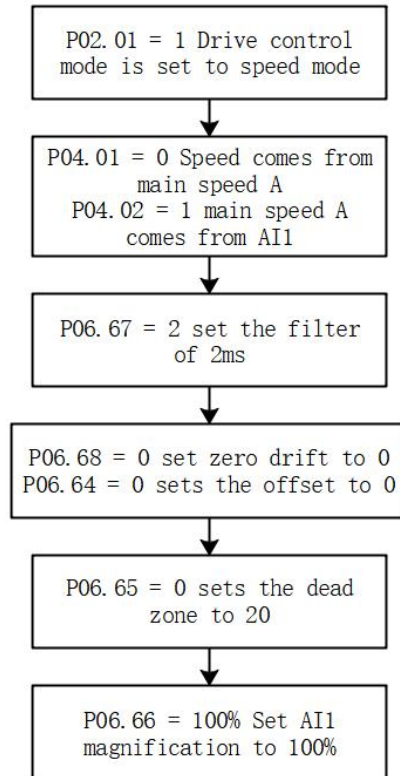 P02.01 = 1 Drive control
mode is set to speed mode
P04.01 = 0 Speed comes from
main speed A
P04.02 = 1 main speed A
comes from AI1
P06.67 = 2 set the filter
of 2ms
P06.68 = 0 set zero drift to 0
P06.64 = 0 sets the offset to 0
P06.65 = 0 sets the dead
zone to 20
P06.66 = 100% Set AI1
magnification to 100%